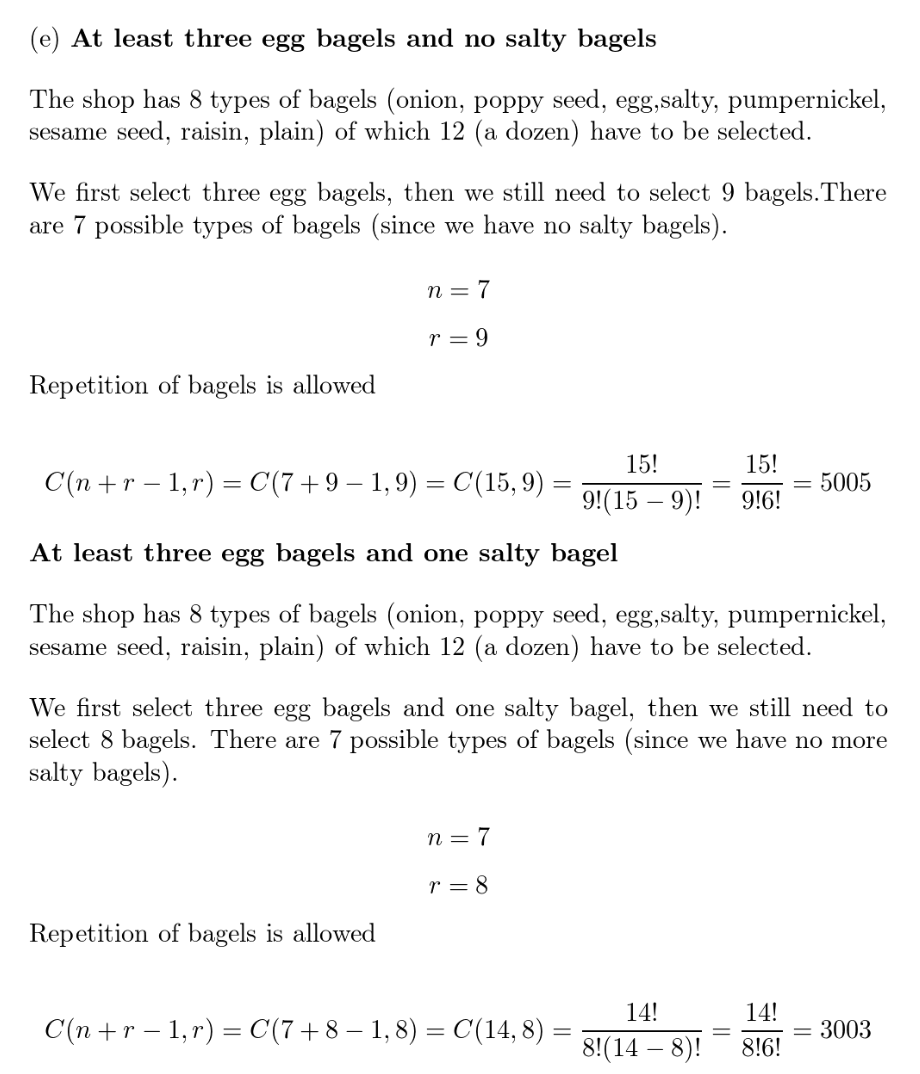 (e) At least three egg bagels and no salty bagels
The shop has 8 types of bagels (onion, poppy seed, egg,salty, pumpernickel,
sesame seed, raisin, plain) of which 12 (a dozen) have to be selected.
We first select three egg bagels, then we still need to select 9 bagels.There
are 7 possible types of bagels (since we have no salty bagels).
n = 7
r = 9
Repetition of bagels is allowed
C(n + r − 1, r) = C(7 + 9 − 1, 9) = C(15, 9) = 15!/(9!(15 − 9)!) = 15!/(9!6!) = 5005
At least three egg bagels and one salty bagel
The shop has 8 types of bagels (onion, poppy seed, egg,salty, pumpernickel,
sesame seed, raisin, plain) of which 12 (a dozen) have to be selected.
We first select three egg bagels and one salty bagel, then we still need to
select 8 bagels. There are 7 possible types of bagels (since we have no more
salty bagels).
n = 7
r = 8
Repetition of bagels is allowed
C(n + r − 1, r) = C(7 + 8 − 1, 8) = C(14, 8) = 14!/(8!(14 − 8)!) = 14!/(8!6!) = 3003